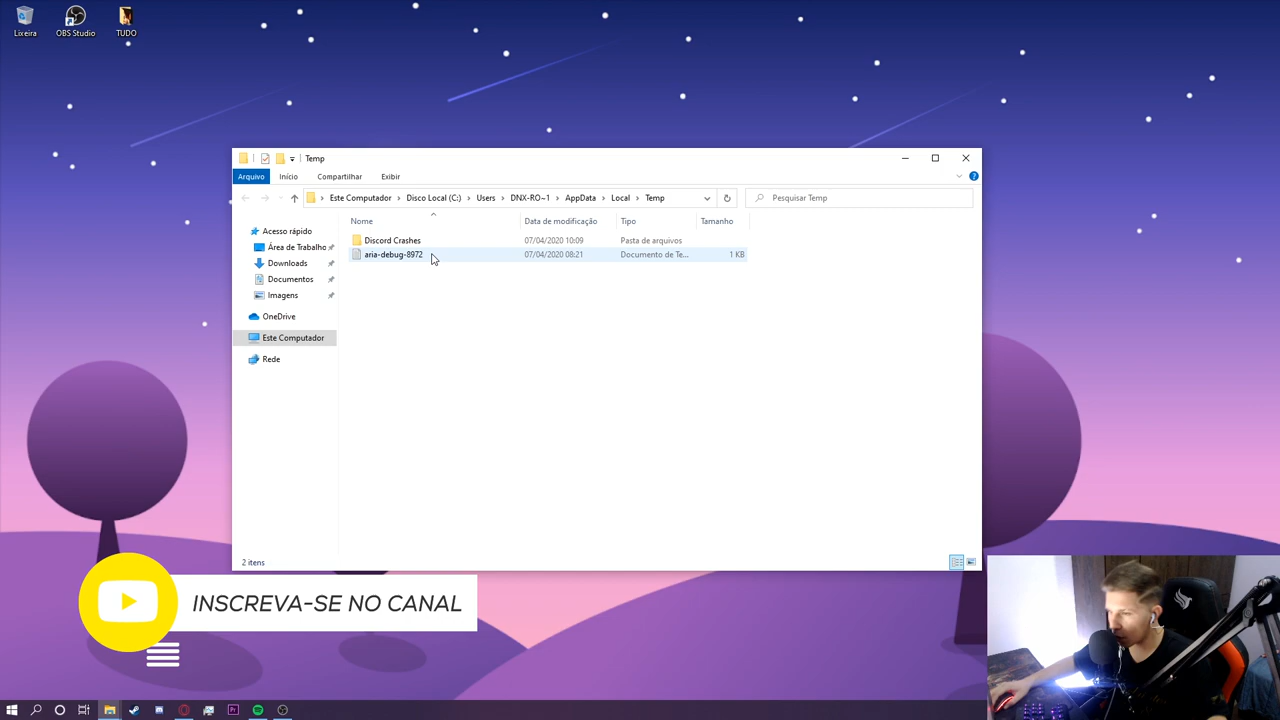 Lixeira
OBS Studio
TUDO
Temp
Arquivo
Início
Compartilhar
Exibir
Este Computador > Disco Local (C:) > Users > DNX-RO~1 > AppData > Local > Temp
Pesquisar Temp
Nome
Data de modificação
Tipo
Tamanho
Discord Crashes
07/04/2020 10:09
Pasta de arquivos
aria-debug-8972
07/04/2020 08:21
Documento de Te...
1 KB
Acesso rápido
Área de Trabalho
Downloads
Documentos
Imagens
OneDrive
Este Computador
Rede
2 itens
INSCREVA-SE NO CANAL